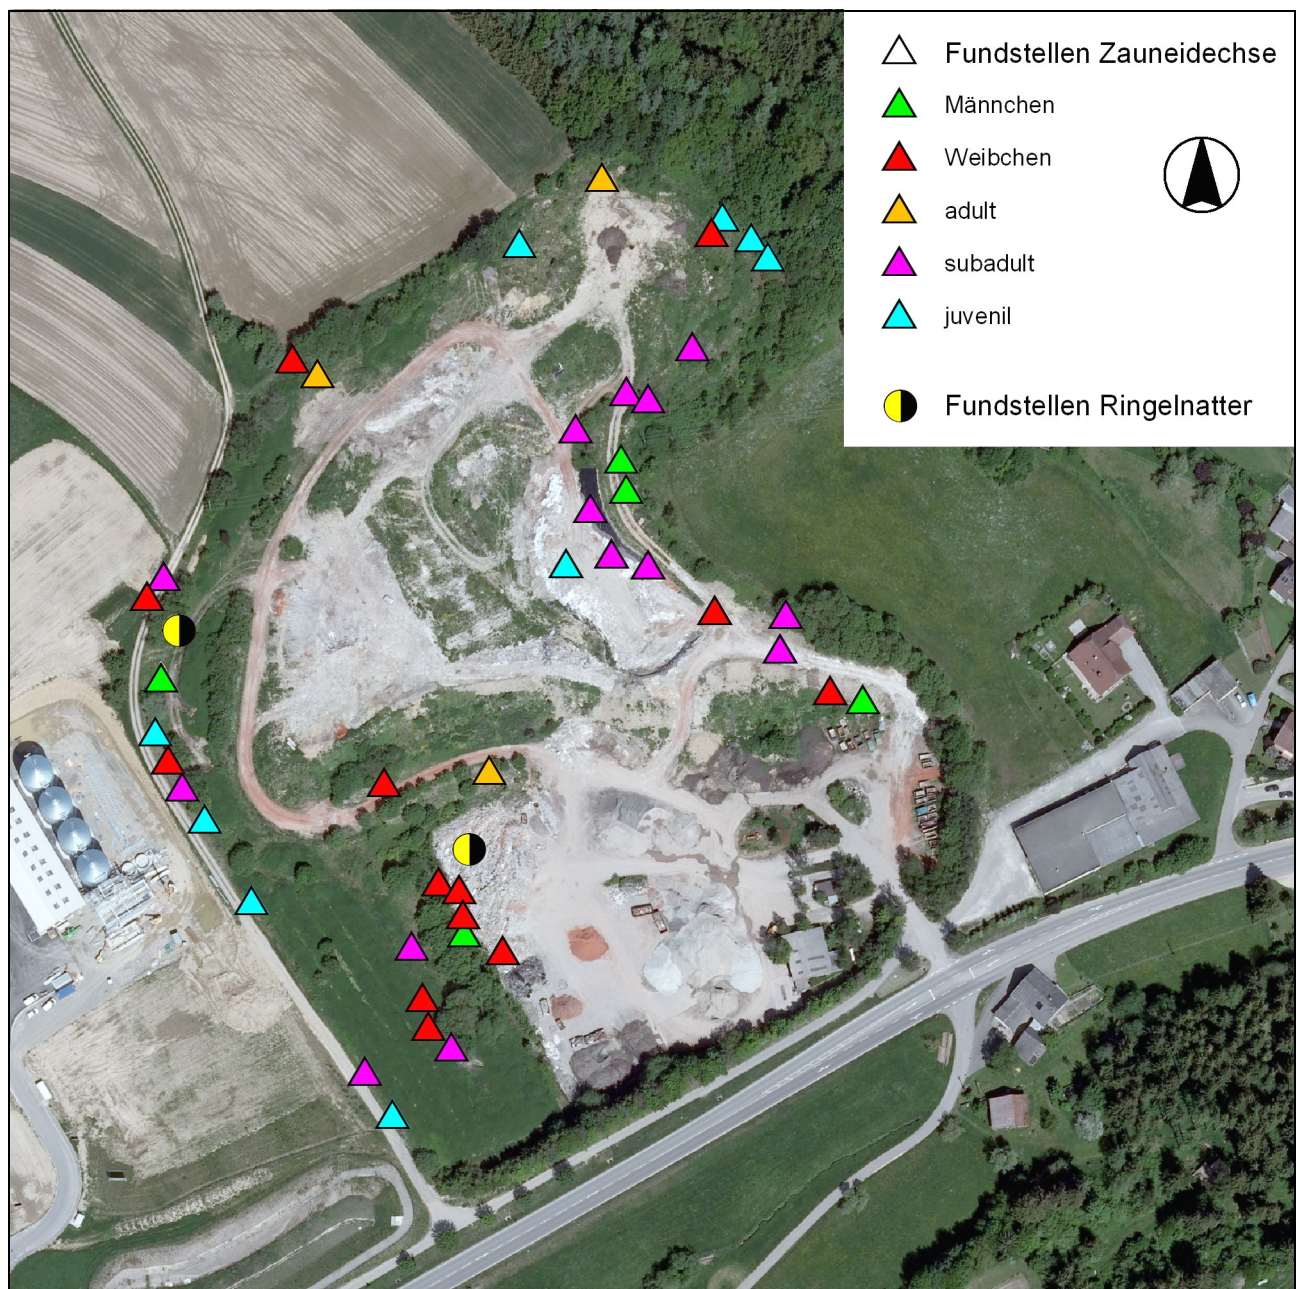 Fundstellen Zauneidechse
Männchen
Weibchen
adult
subadult
juvenil
Fundstellen Ringelnatter